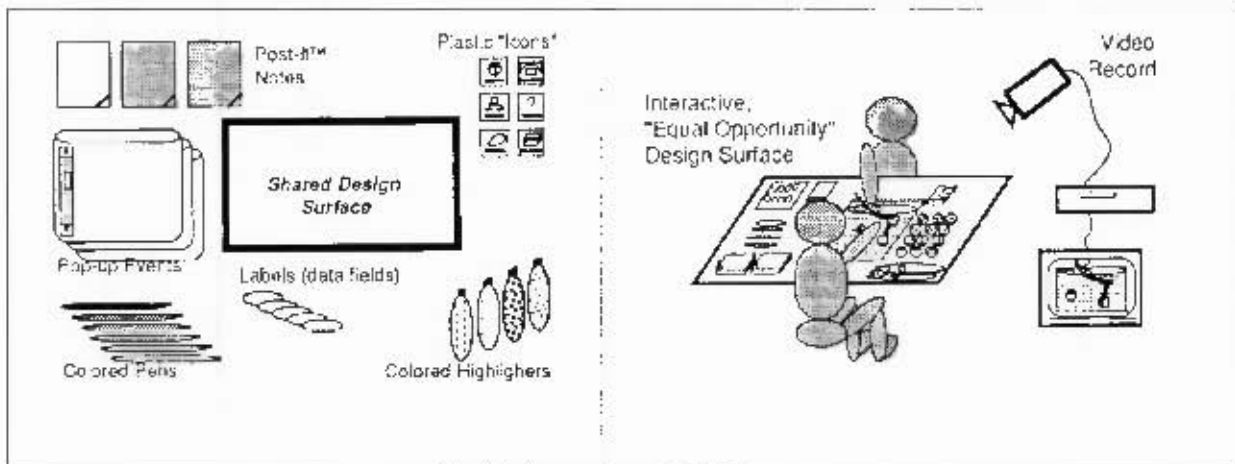 Post-it™
Notes
Plastic "Icons"
Shared Design
Surface
Pop-up Events
Labels (data fields)
Colored Pens
Colored Highlighers
Interactive,
"Equal Opportunity"
Design Surface
Video
Record